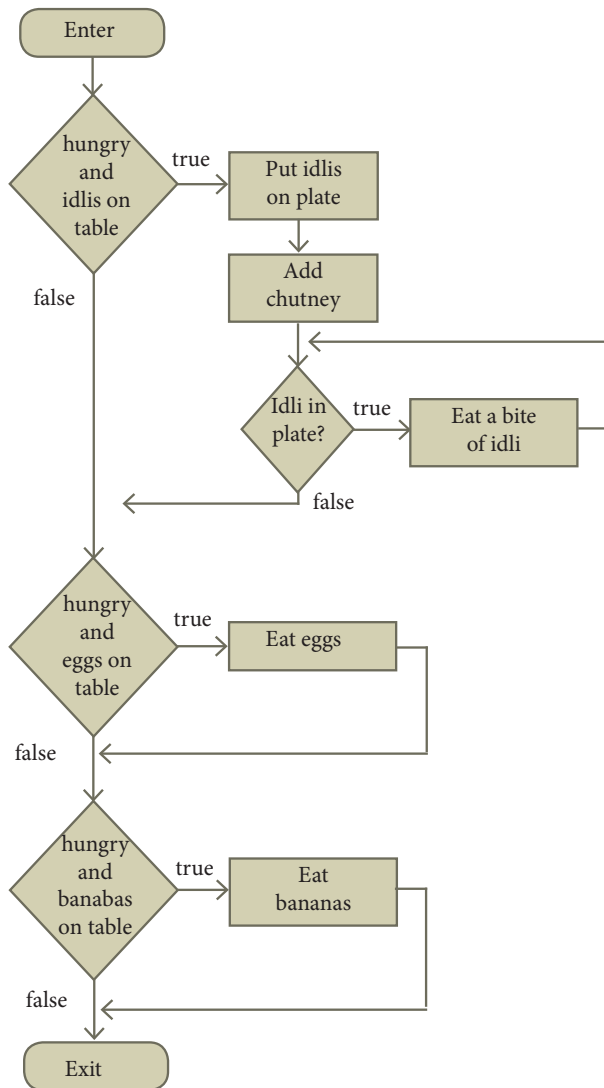 Enter
hungry
and
idlis on
table
true
Put idlis
on plate
Add
chutney
false
Idli in
plate?
true
Eat a bite
of idli
false
hungry
and
eggs on
table
true
Eat eggs
false
hungry
and
banabas
on table
true
Eat
bananas
false
Exit